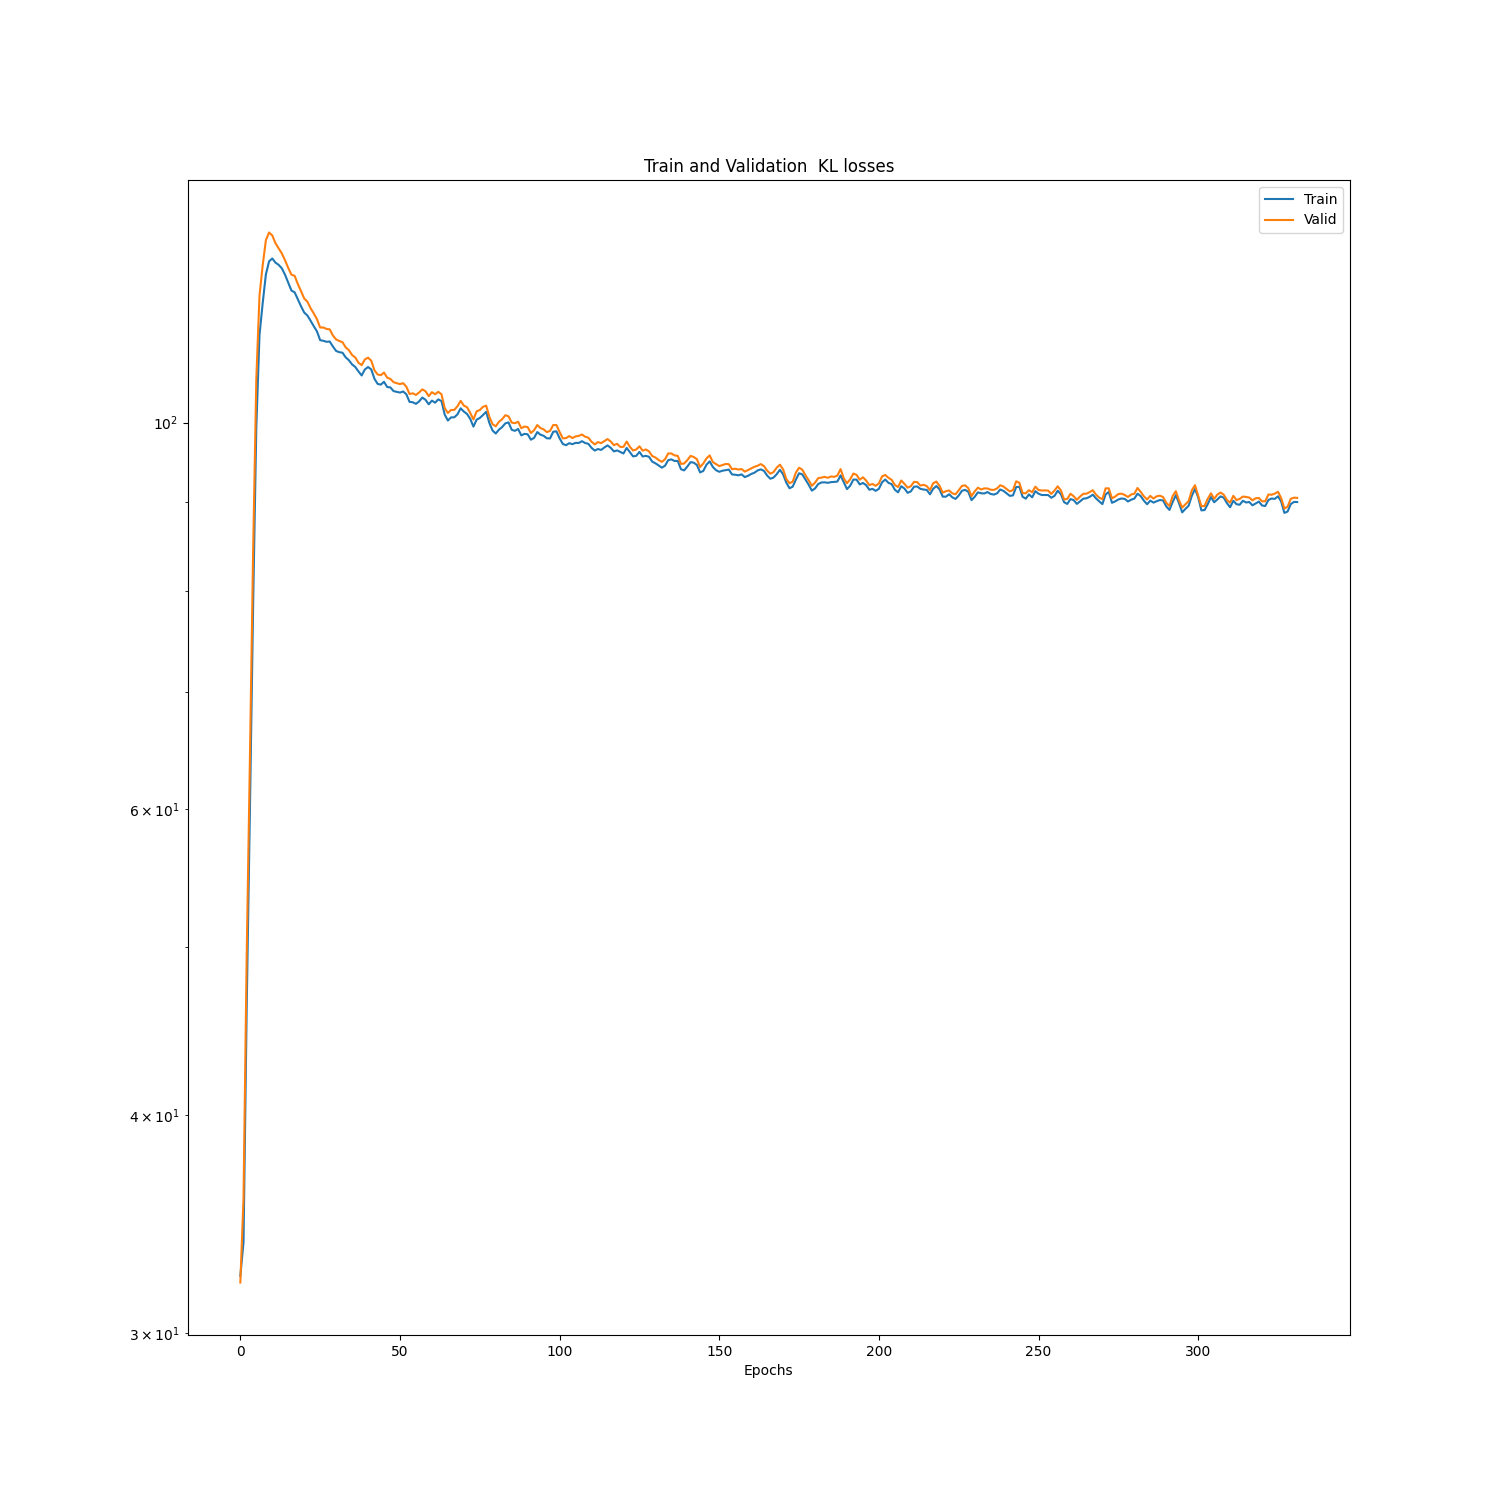 Train and Validation  KL losses
Train
Valid
10²
6 × 10¹
4 × 10¹
3 × 10¹
0 50 100 150 200 250 300
Epochs